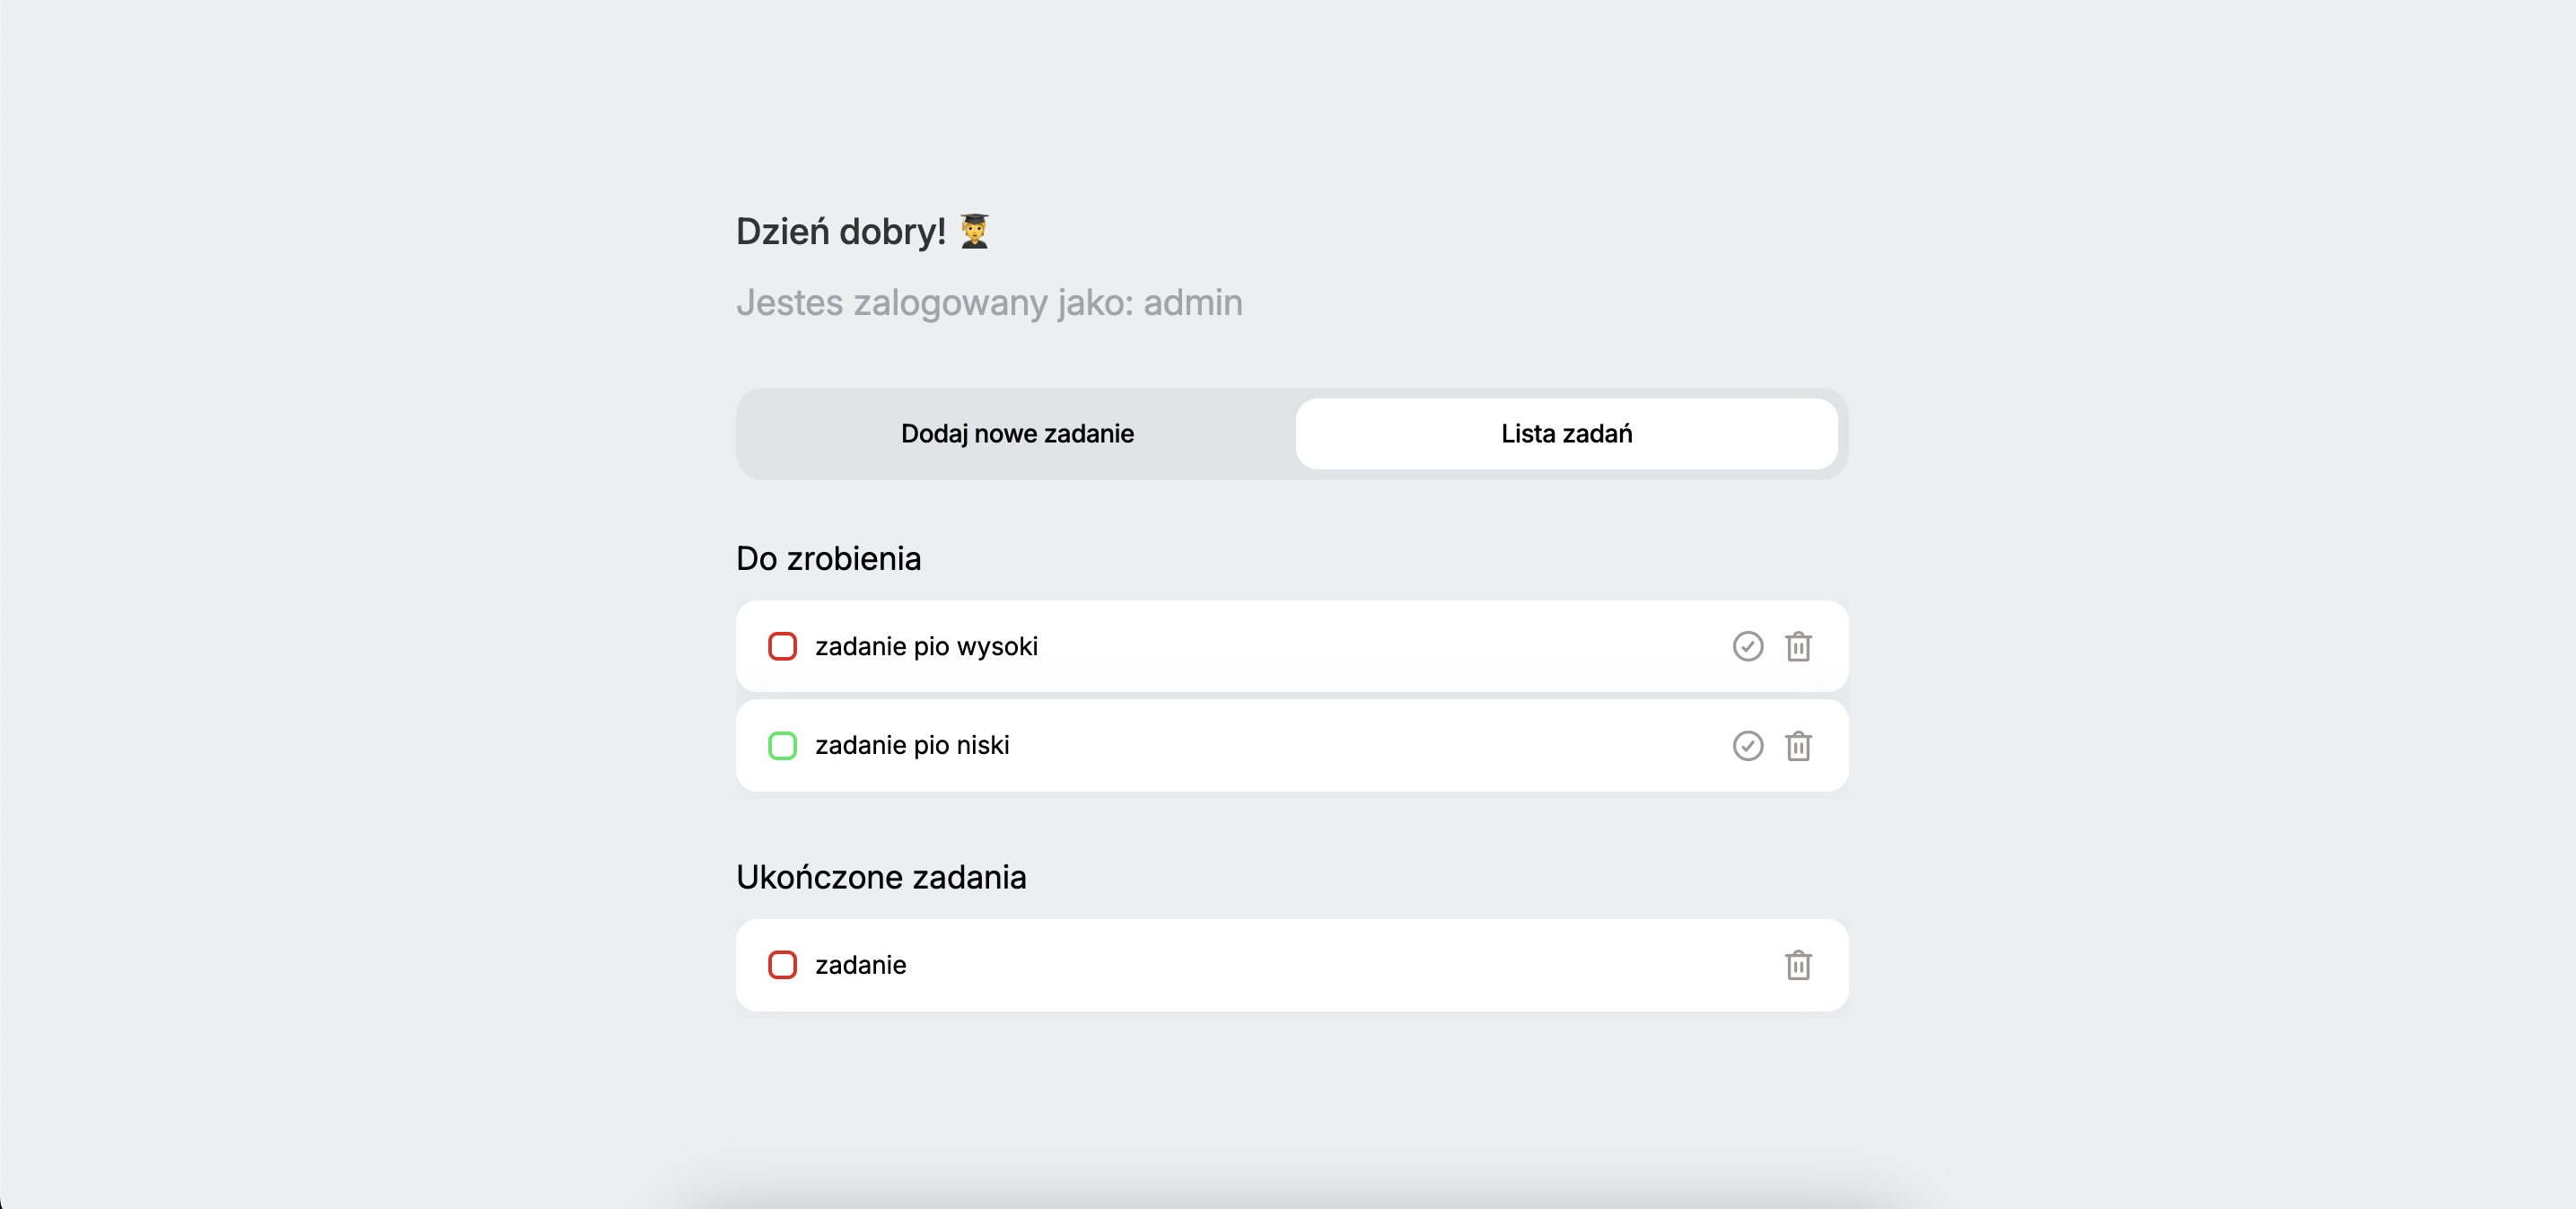 Dzień dobry! 🧑‍🎓
Jestes zalogowany jako: admin
Dodaj nowe zadanie
Lista zadań
Do zrobienia
zadanie pio wysoki
zadanie pio niski
Ukończone zadania
zadanie